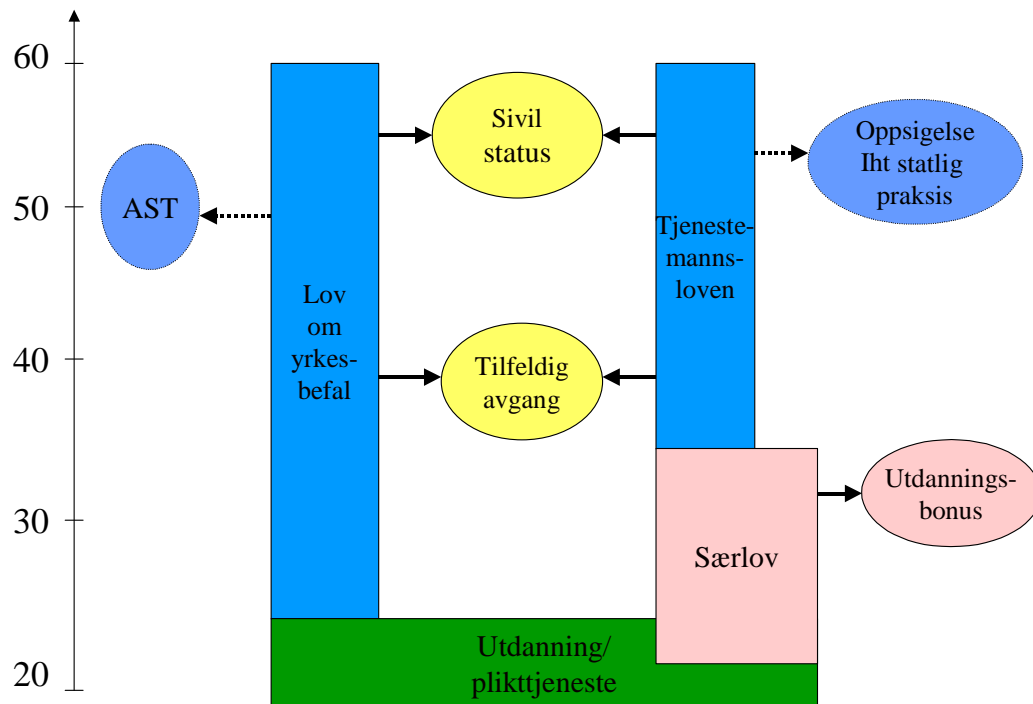 60
50
40
30
20
AST
Lov
om
yrkes-
befal
Sivil
status
Tilfeldig
avgang
Tjeneste-
manns-
loven
Oppsigelse
Iht statlig
praksis
Særlov
Utdannings-
bonus
Utdanning/
plikttjeneste